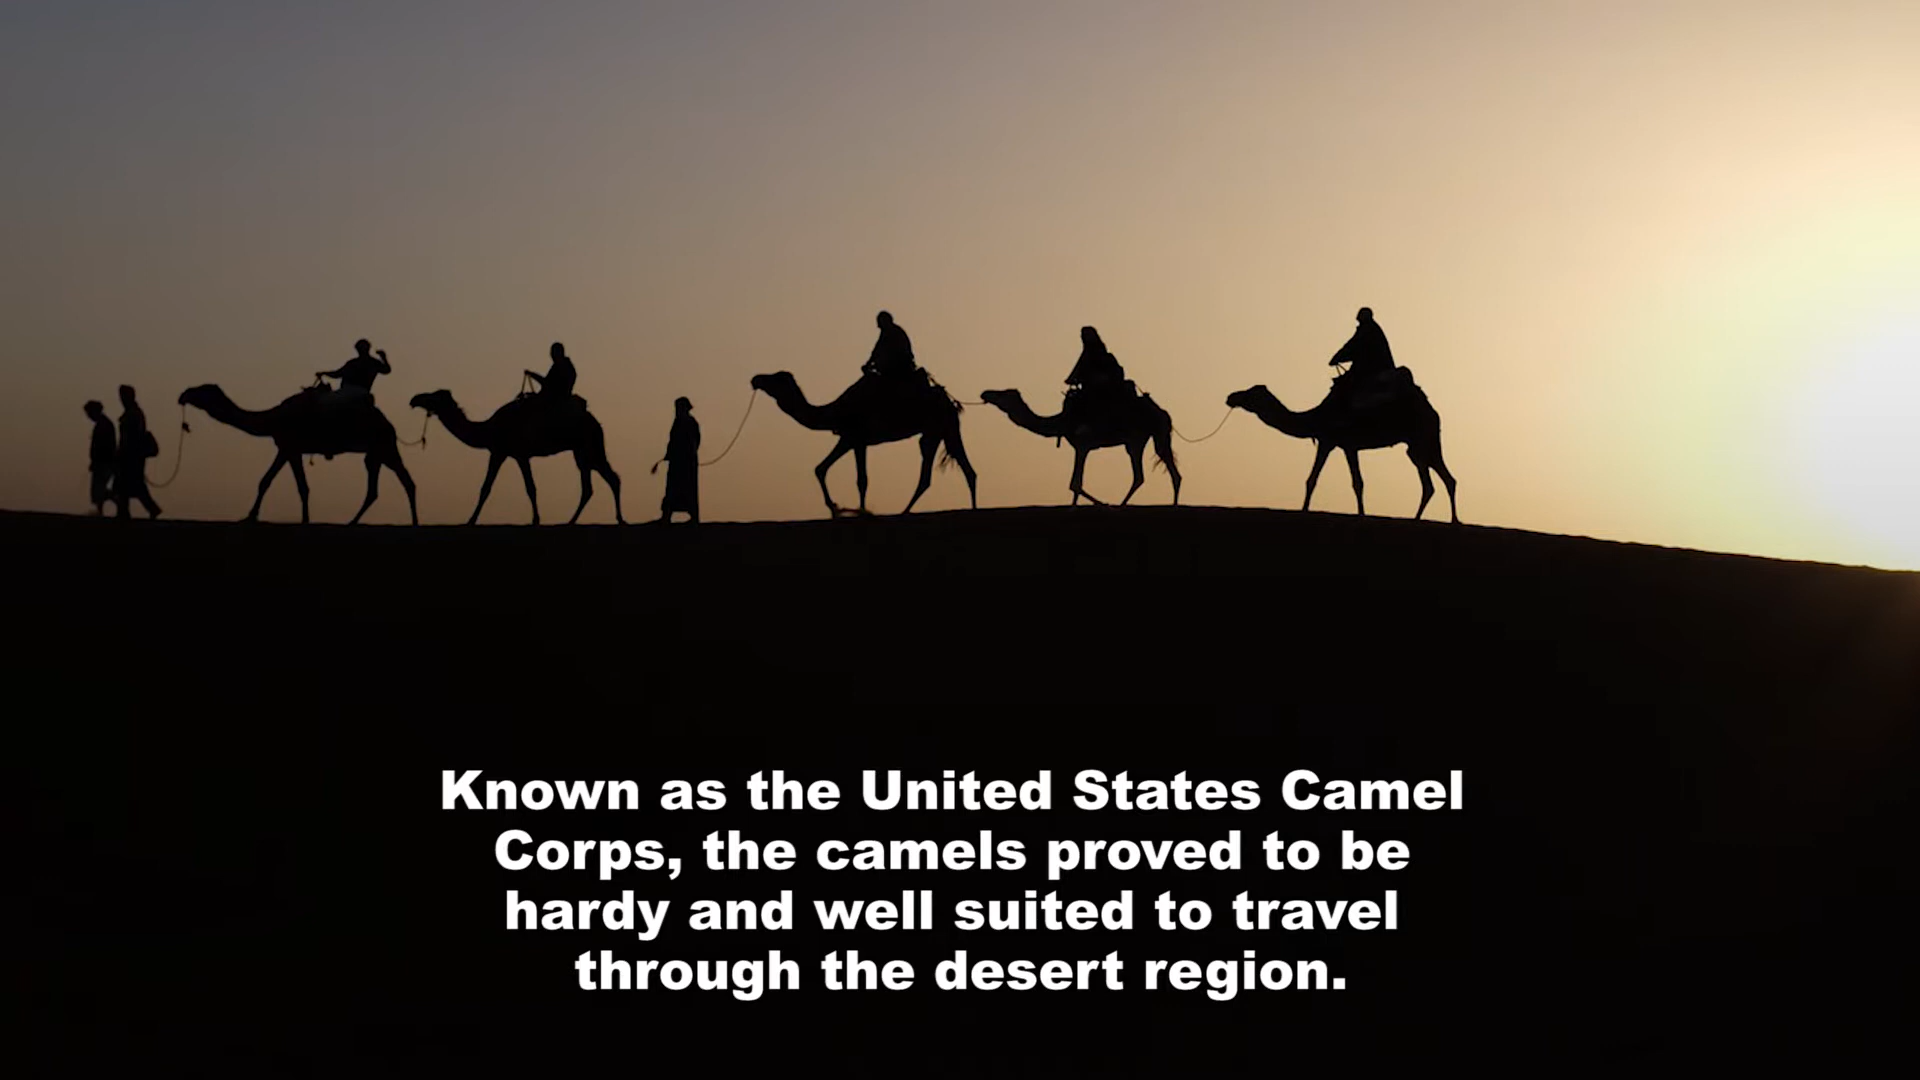 Known as the United States Camel
Corps, the camels proved to be
hardy and well suited to travel
through the desert region.